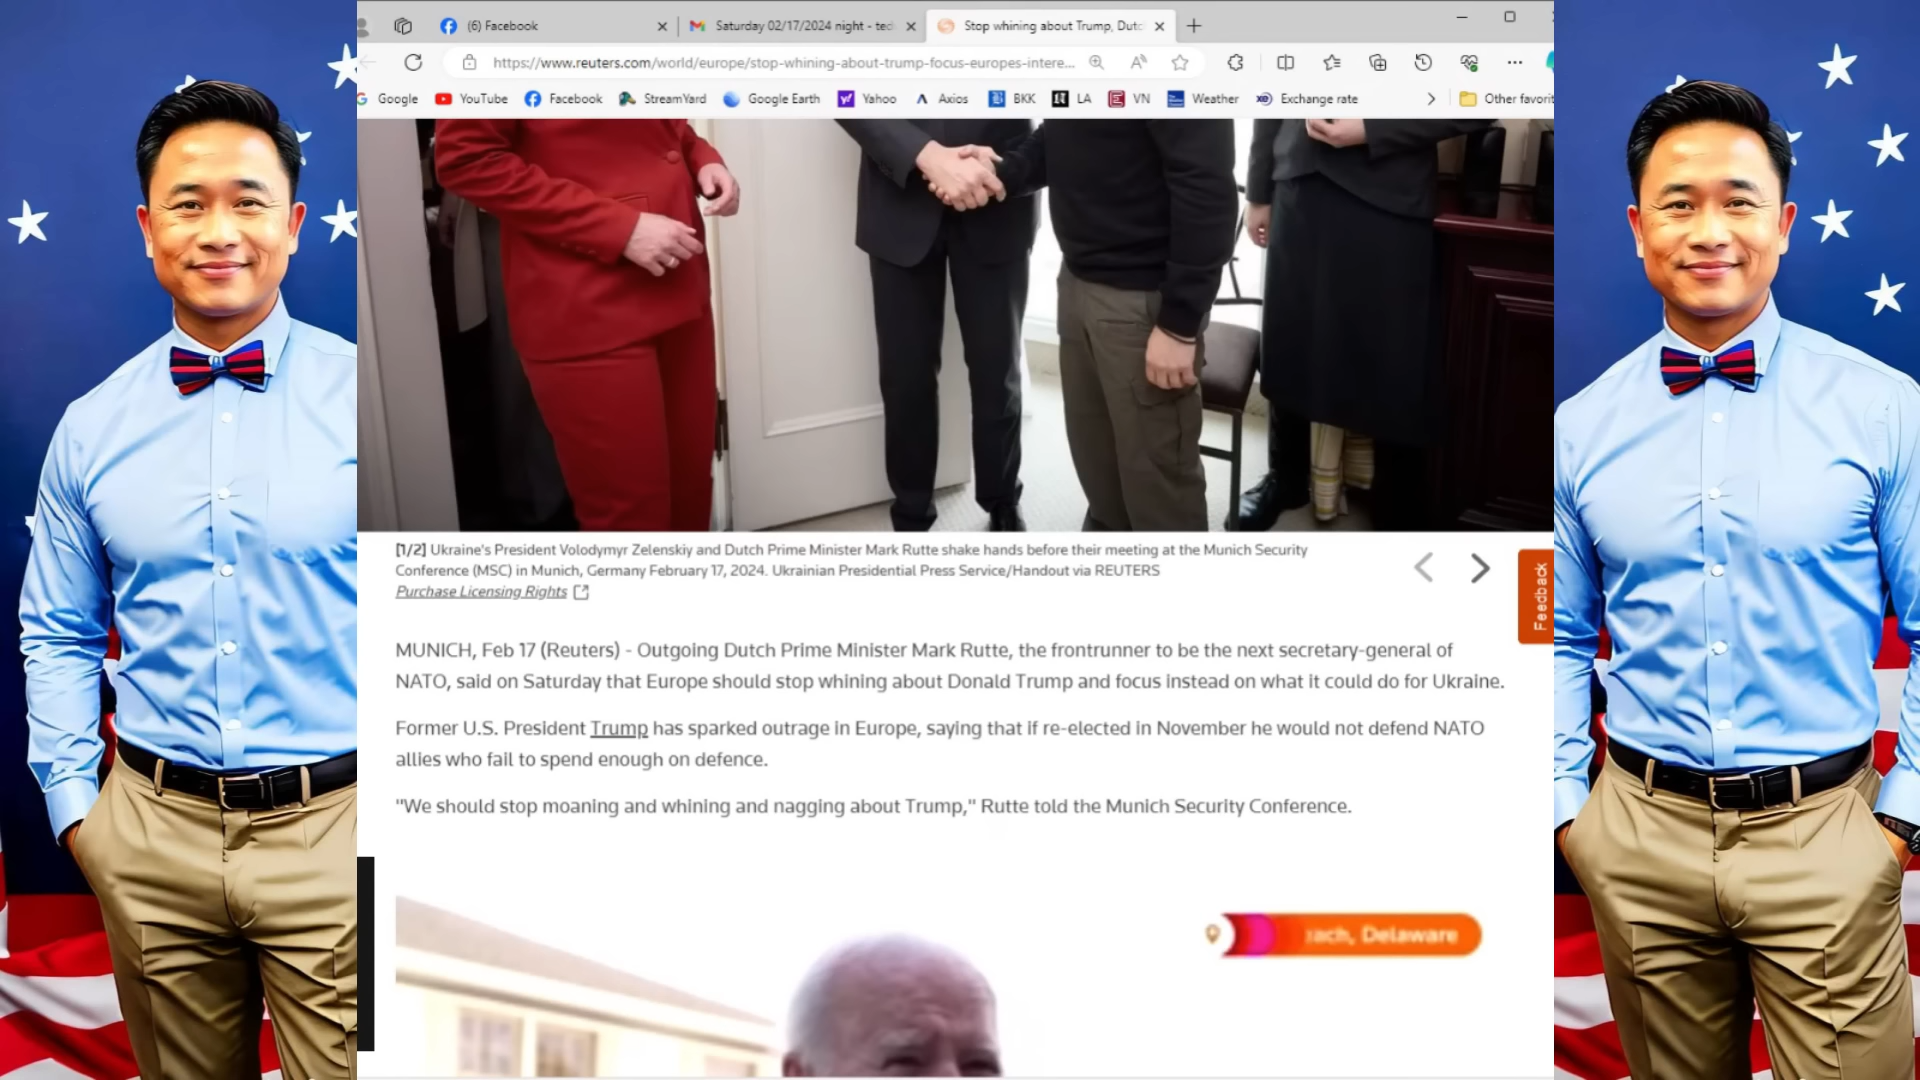 (6) Facebook
Saturday 02/17/2024 night - ted
Stop whining about Trump, Dutc
https://www.reuters.com/world/europe/stop-whining-about-trump-focus-europes-intere...
Google YouTube Facebook StreamYard Google Earth Yahoo Axios BKK LA VN Weather Exchange rate Other favorit
[1/2] Ukraine's President Volodymyr Zelenskiy and Dutch Prime Minister Mark Rutte shake hands before their meeting at the Munich Security
Conference (MSC) in Munich, Germany February 17, 2024. Ukrainian Presidential Press Service/Handout via REUTERS
Purchase Licensing Rights
Feedback
MUNICH, Feb 17 (Reuters) - Outgoing Dutch Prime Minister Mark Rutte, the frontrunner to be the next secretary-general of
NATO, said on Saturday that Europe should stop whining about Donald Trump and focus instead on what it could do for Ukraine.
Former U.S. President Trump has sparked outrage in Europe, saying that if re-elected in November he would not defend NATO
allies who fail to spend enough on defence.
"We should stop moaning and whining and nagging about Trump," Rutte told the Munich Security Conference.
ach, Delaware